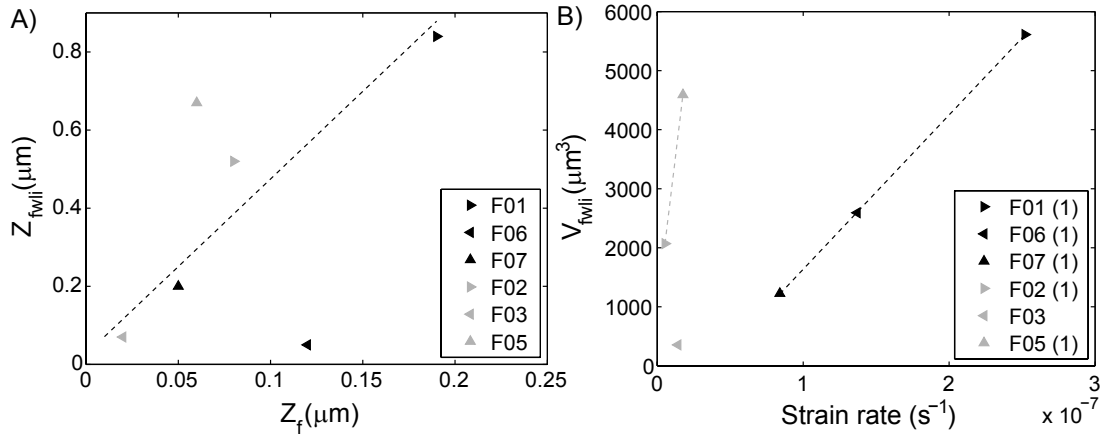 A)
Z_fwli(μm)
0.8
0.6
0.4
0.2
0
0
0.05
0.1
0.15
0.2
0.25
Z_f(μm)
F01
F06
F07
F02
F03
F05
B)
V_fwli(μm³)
6000
5000
4000
3000
2000
1000
0
0
1
2
3
Strain rate (s⁻¹)
x 10⁻⁷
F01 (1)
F06 (1)
F07 (1)
F02 (1)
F03
F05 (1)